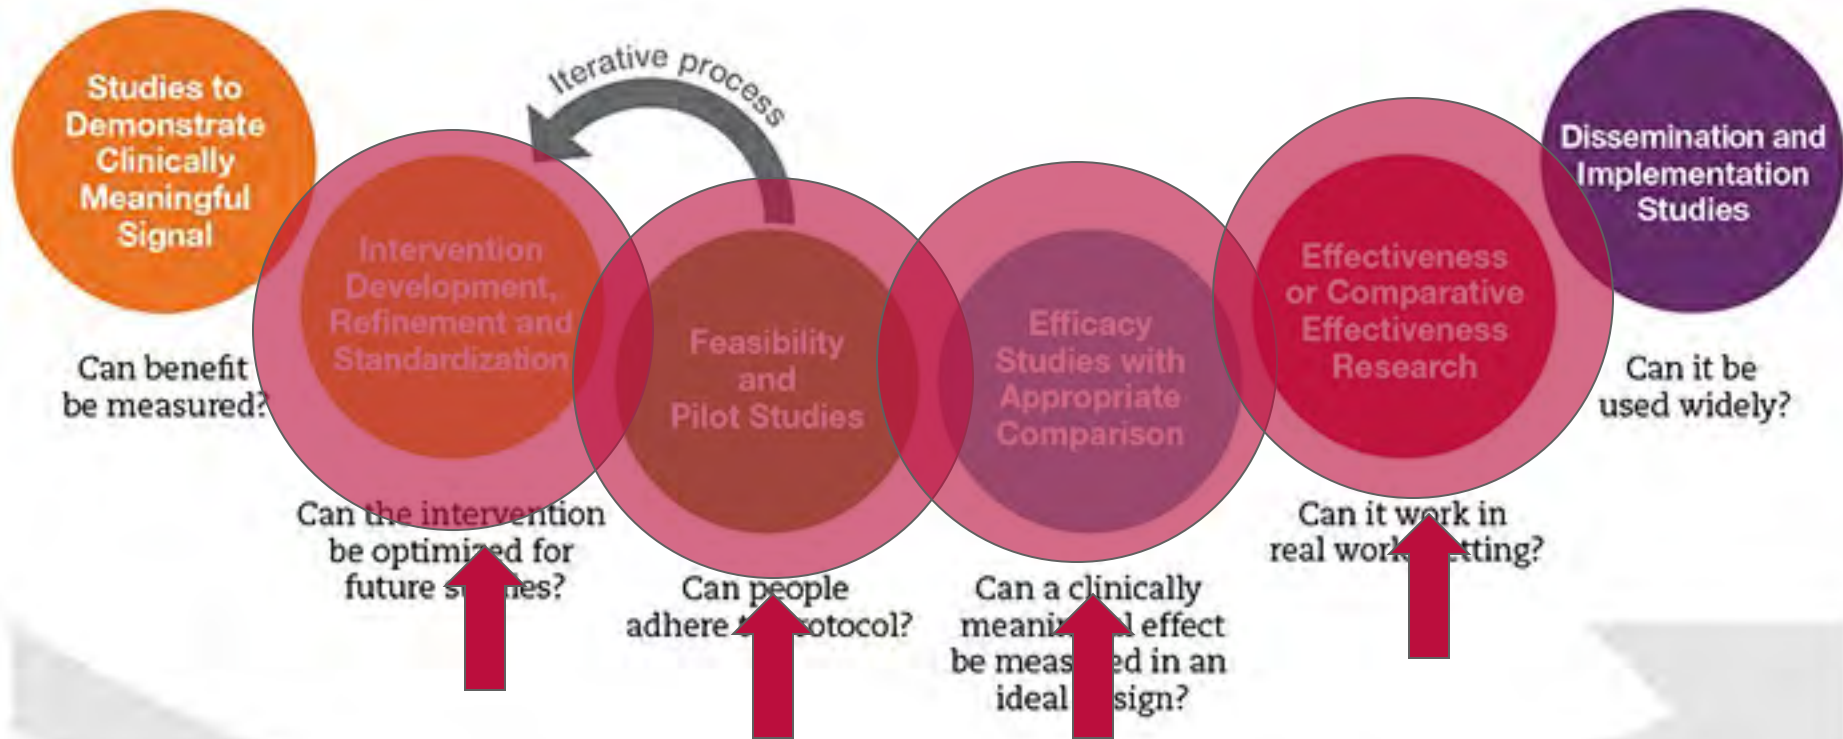 Studies to
Demonstrate
Clinically
Meaningful
Signal
Can benefit
be measured?
Iterative process
Intervention
Development,
Refinement and
Standardization
Can the intervention
be optimized for
future
Feasibility
and
Pilot Studies
Can people
adhere
Efficacy
Studies with
Appropriate
Comparison
Can a clinically
effect
be in an
ideal
Effectiveness
or Comparative
Effectiveness
Research
Can it work in
real
Dissemination and
Implementation
Studies
Can it be
used widely?